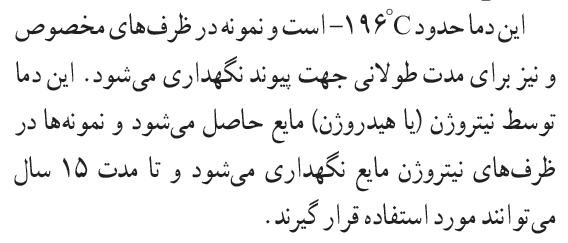 این دما حدود ۱۹۶°C− است و نمونه در ظرف‌های مخصوص
و نیز برای مدت طولانی جهت پیوند نگهداری می‌شود. این دما
توسط نیتروژن (یا هیدروژن) مایع حاصل می‌شود و نمونه‌ها در
ظرف‌های نیتروژن مایع نگهداری می‌شود و تا مدت ۱۵ سال
می‌توانند مورد استفاده قرار گیرند.